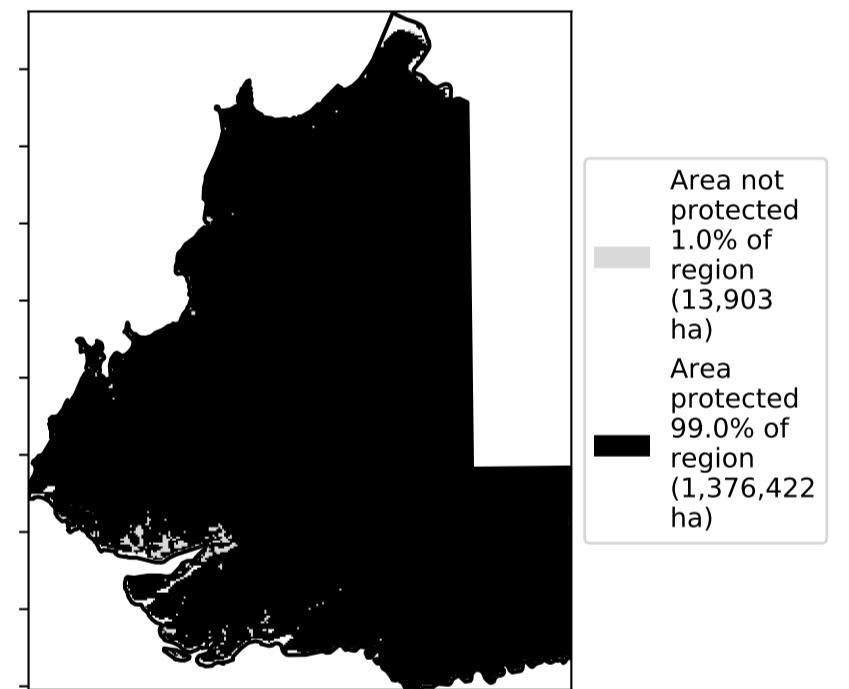 Area not
protected
1.0% of
region
(13,903
ha)
Area
protected
99.0% of
region
(1,376,422
ha)